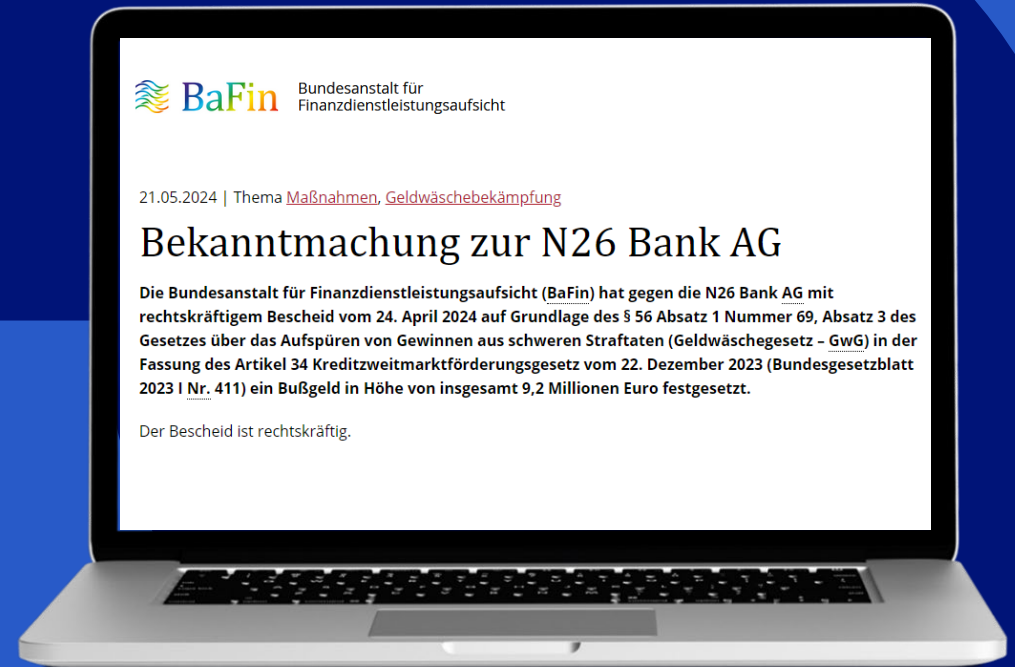 BaFin
Bundesanstalt für
Finanzdienstleistungsaufsicht
21.05.2024 | Thema Maßnahmen, Geldwäschebekämpfung
Bekanntmachung zur N26 Bank AG
Die Bundesanstalt für Finanzdienstleistungsaufsicht (BaFin) hat gegen die N26 Bank AG mit
rechtskräftigem Bescheid vom 24. April 2024 auf Grundlage des § 56 Absatz 1 Nummer 69, Absatz 3 des
Gesetzes über das Aufspüren von Gewinnen aus schweren Straftaten (Geldwäschegesetz – GwG) in der
Fassung des Artikel 34 Kreditzweitmarktförderungsgesetz vom 22. Dezember 2023 (Bundesgesetzblatt
2023 I Nr. 411) ein Bußgeld in Höhe von insgesamt 9,2 Millionen Euro festgesetzt.
Der Bescheid ist rechtskräftig.